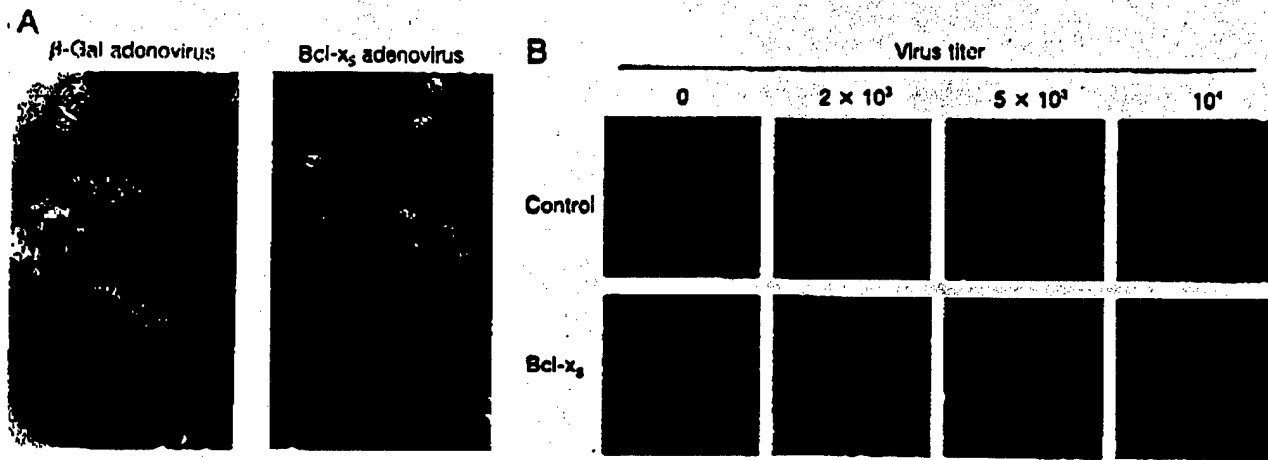 A
β-Gal adonovirus
Bcl-xs adenovirus
B
Virus titer
0 2 × 10³ 5 × 10³ 10⁴
Control
Bcl-xs